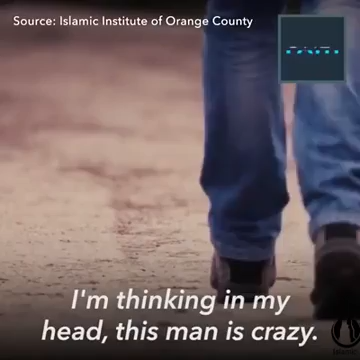 Source: Islamic Institute of Orange County
I'm thinking in my
head, this man is crazy.